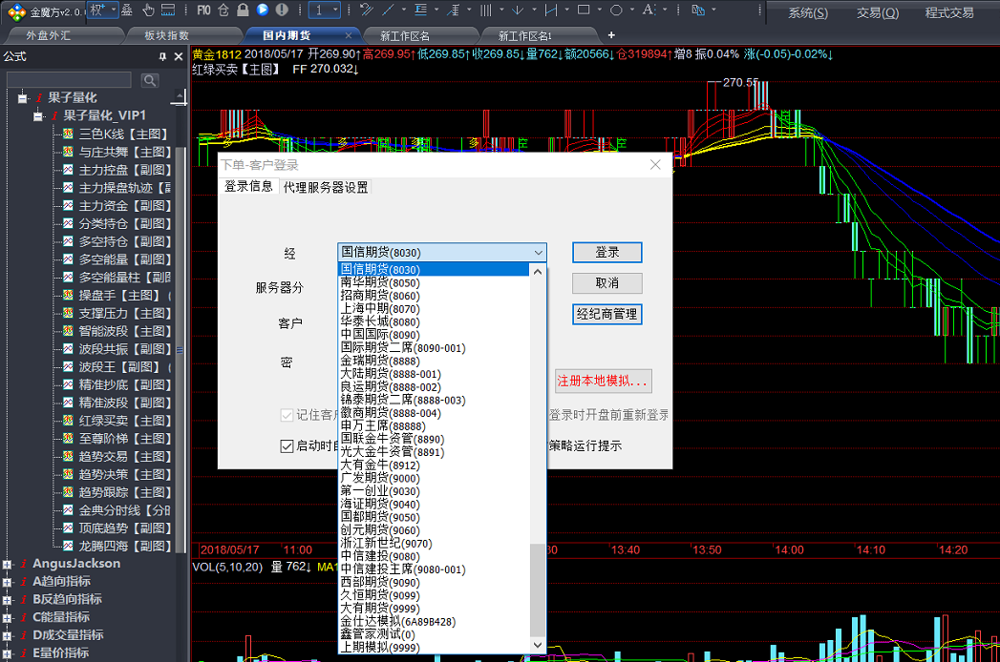 金魔方v2.0.
权
F10
1
A
系统(S)
交易(Q)
程式交易
外盘外汇
板块指数
国内期货
新工作区名
新工作区名1
公式
果子量化
果子量化_VIP1
三色K线【主图】
与庄共舞【主图】
主力控盘【副图】
主力操盘轨迹【副
主力资金【副图】
分类持仓【副图】
多空持仓【副图】
多空能量【副图】
多空能量柱【副图
操盘手【主图】
支撑压力【主图】
智能波段【主图】
波段共振【副图】
波段王【副图】
精准抄底【副图】
精准波段【副图】
红绿买卖【主图】
至尊阶梯【主图】
趋势交易【主图】
趋势决策【主图】
趋势跟踪【主图】
金典分时线【分时
顶底趋势【副图】
龙腾四海【副图】
AngusJackson
A趋向指标
B反趋向指标
C能量指标
D成交量指标
E量价指标
黄金1812 2018/05/17 开269.90↑高269.95↑低269.85↑收269.85↓量762↓额20566↓仓319894↑增8 振0.04% 涨(-0.05)-0.02%↓
红绿买卖【主图】 FF 270.032↓
270.55
多
多
多
多
空
空
空
下单-客户登录
登录信息
代理服务器设置
经
国信期货(8030)
登录
服务器分
取消
客户
经纪商管理
密
注册本地模拟...
记住客户
登录时开盘前重新登录
启动时自
策略运行提示
国信期货(8030)
南华期货(8050)
招商期货(8060)
上海中期(8070)
华泰长城(8080)
中国国际(8090)
国际期货二席(8090-001)
金瑞期货(8888)
大陆期货(8888-001)
良运期货(8888-002)
锦泰期货二席(8888-003)
徽商期货(8888-004)
申万主席(88888)
国联金牛资管(8890)
光大金牛资管(8891)
大有金牛(8912)
广发期货(9000)
第一创业(9030)
海证期货(9040)
国都期货(9050)
创元期货(9060)
浙江新世纪(9070)
中信建投(9080)
中信建投主席(9080-001)
西部期货(9090)
久恒期货(9099)
大有期货(9999)
金仕达模拟(6A89B428)
鑫管家测试(0)
上期模拟(9999)
2018/05/17
11:00
30
13:40
13:50
14:00
14:10
14:20
VOL(5,10,20) 量 762↓ MA1